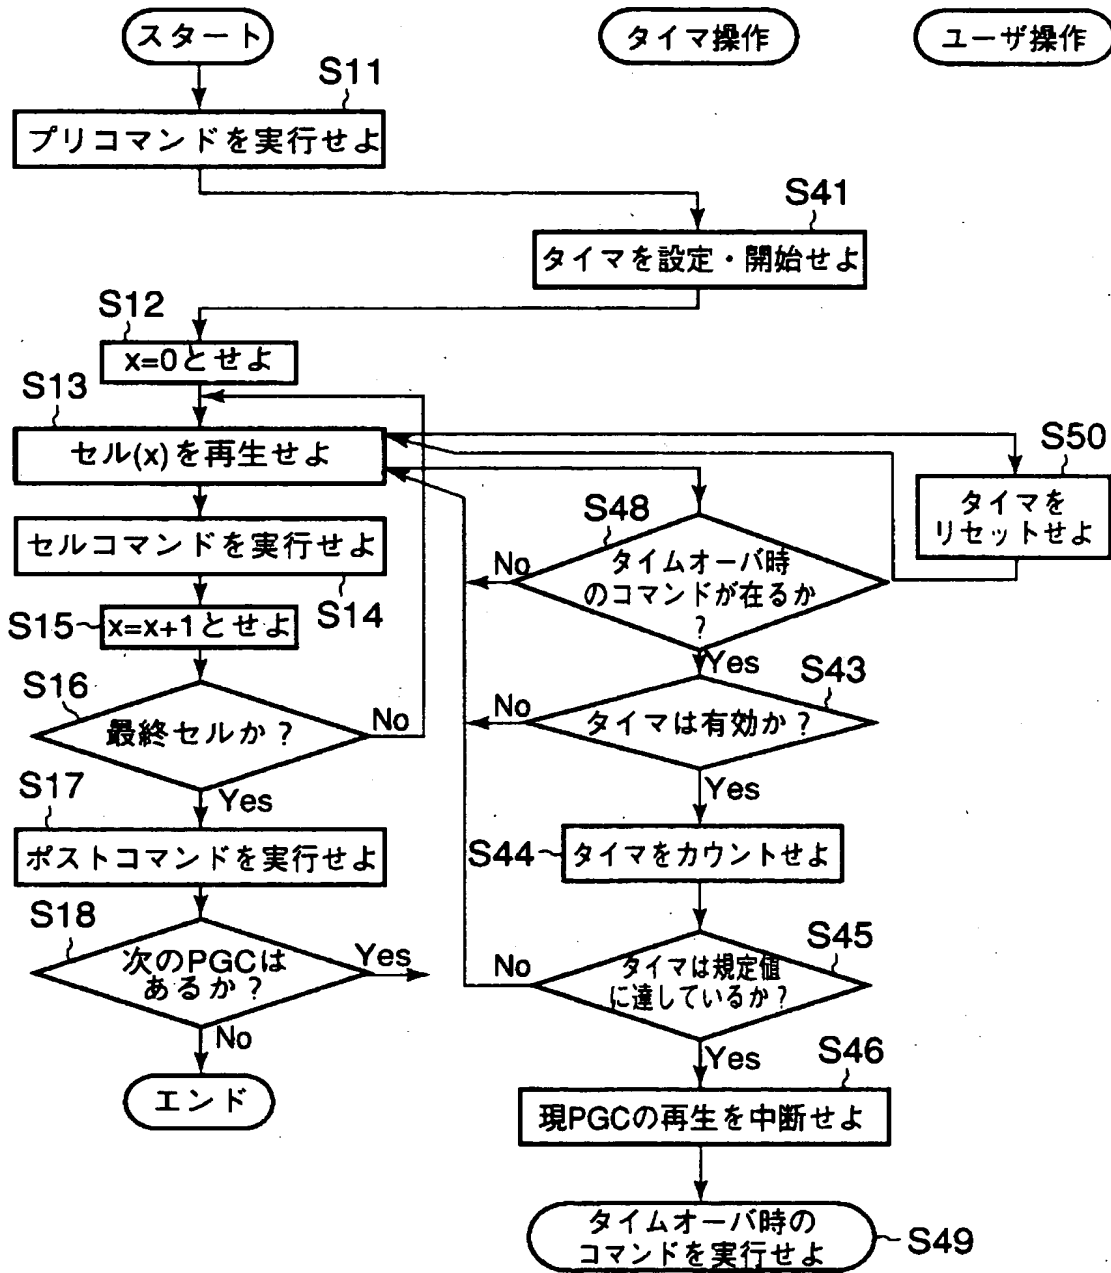 スタート
タイマ操作
ユーザ操作
S11
プリコマンドを実行せよ
S41
タイマを設定・開始せよ
S12
x=0とせよ
S13
セル(x)を再生せよ
S50
タイマを
リセットせよ
S48
タイムオーバ時
のコマンドが在るか
?
No
Yes
セルコマンドを実行せよ
S14
S15
x=x+1とせよ
S16
最終セルか?
No
Yes
S43
タイマは有効か?
No
Yes
S17
ポストコマンドを実行せよ
S44
タイマをカウントせよ
S18
次のPGCは
あるか?
Yes
No
S45
タイマは規定値
に達しているか?
No
Yes
エンド
S46
現PGCの再生を中断せよ
タイムオーバ時の
コマンドを実行せよ
S49